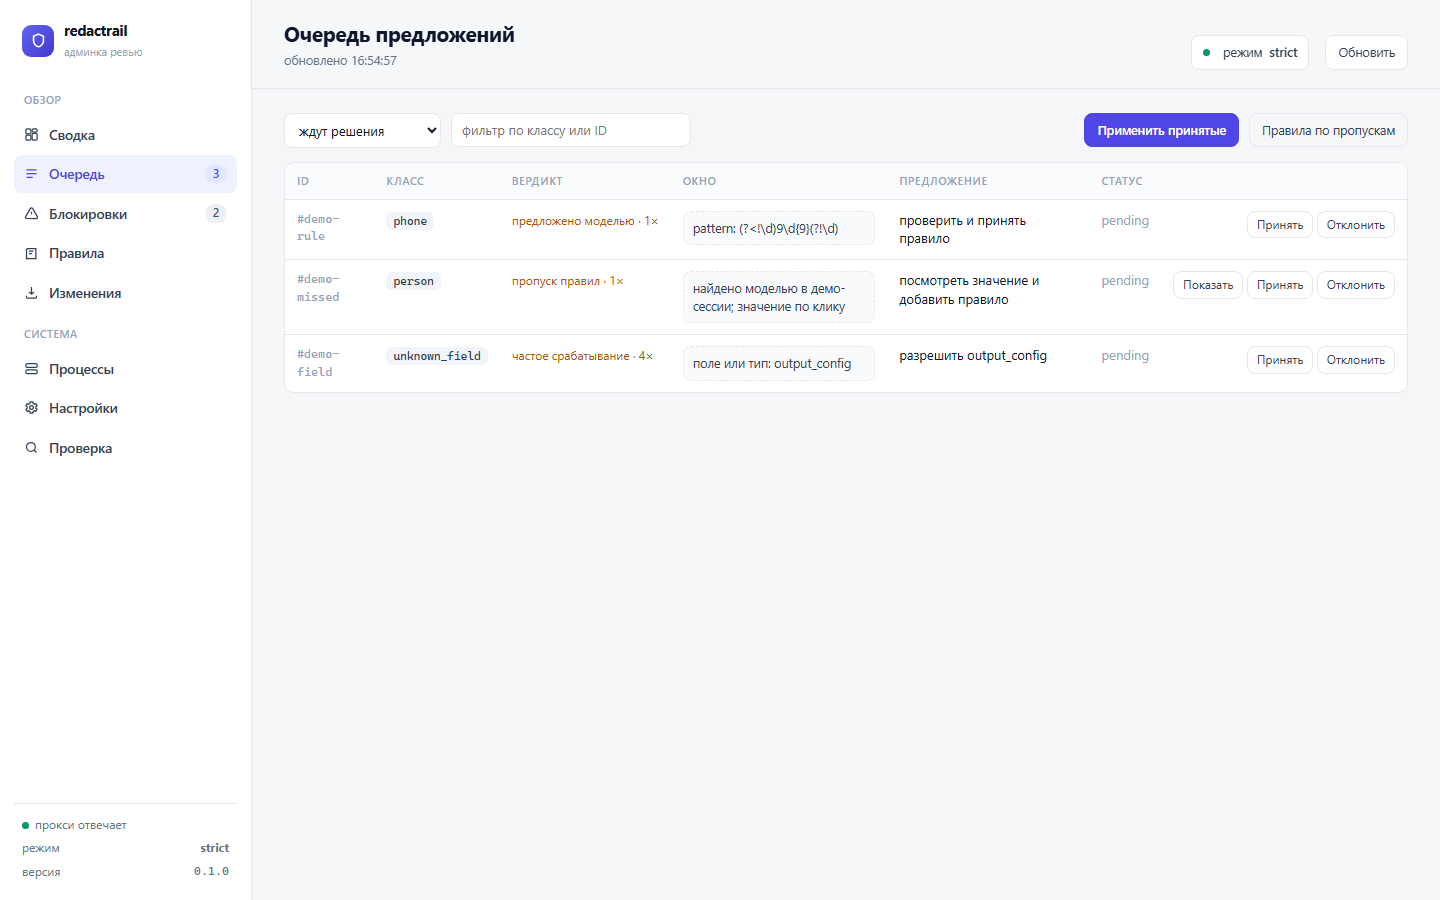 redactrail
админка ревью
ОБЗОР
Сводка
Очередь 3
Блокировки 2
Правила
Изменения
СИСТЕМА
Процессы
Настройки
Проверка
прокси отвечает
режим strict
версия 0.1.0
Очередь предложений
обновлено 16:54:57
режим strict
Обновить
ждут решения
фильтр по классу или ID
Применить принятые
Правила по пропускам
ID КЛАСС ВЕРДИКТ ОКНО ПРЕДЛОЖЕНИЕ СТАТУС
#demo-
rule
phone
предложено моделью · 1×
pattern: (?<!\d)9\d{9}(?!\d)
проверить и принять
правило
pending
Принять Отклонить
#demo-
missed
person
пропуск правил · 1×
найдено моделью в демо-
сессии; значение по клику
посмотреть значение и
добавить правило
pending
Показать Принять Отклонить
#demo-
field
unknown_field
частое срабатывание · 4×
поле или тип: output_config
разрешить output_config
pending
Принять Отклонить